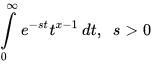 ∫₀^∞ e^{-st} t^{x-1} dt, s > 0